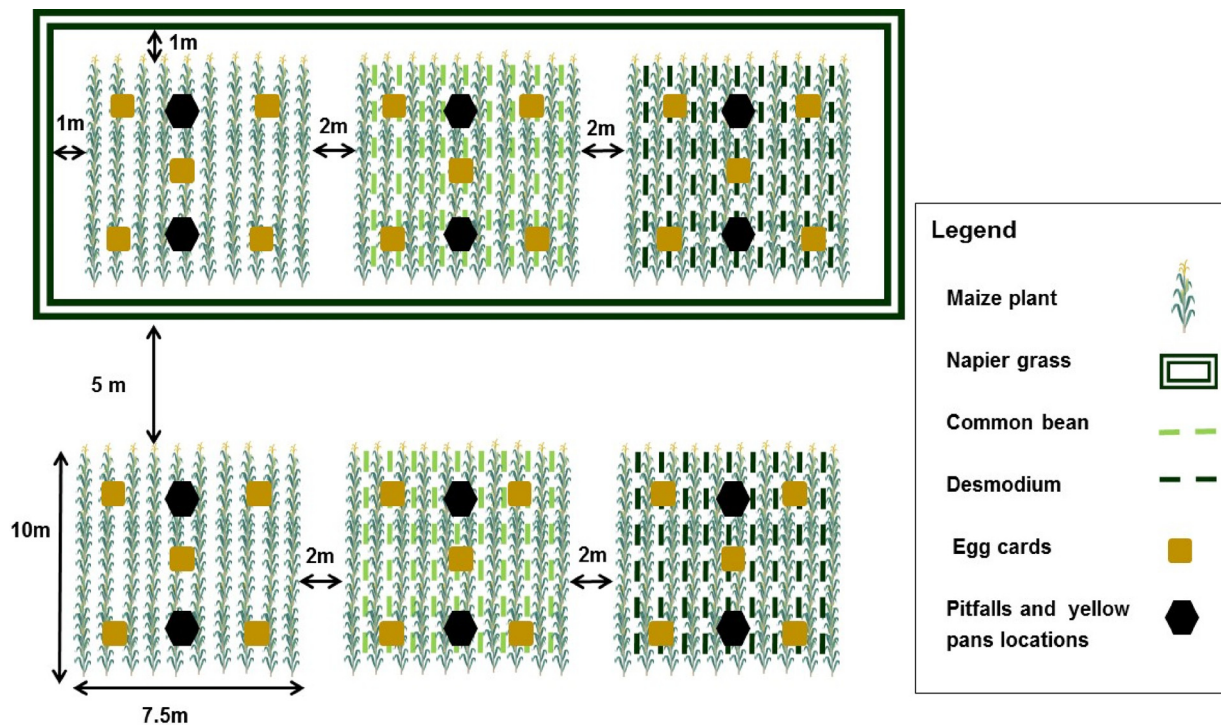 1m
1m
2m
2m
5 m
10m
2m
2m
7.5m
Legend
Maize plant
Napier grass
Common bean
Desmodium
Egg cards
Pitfalls and yellow
pans locations